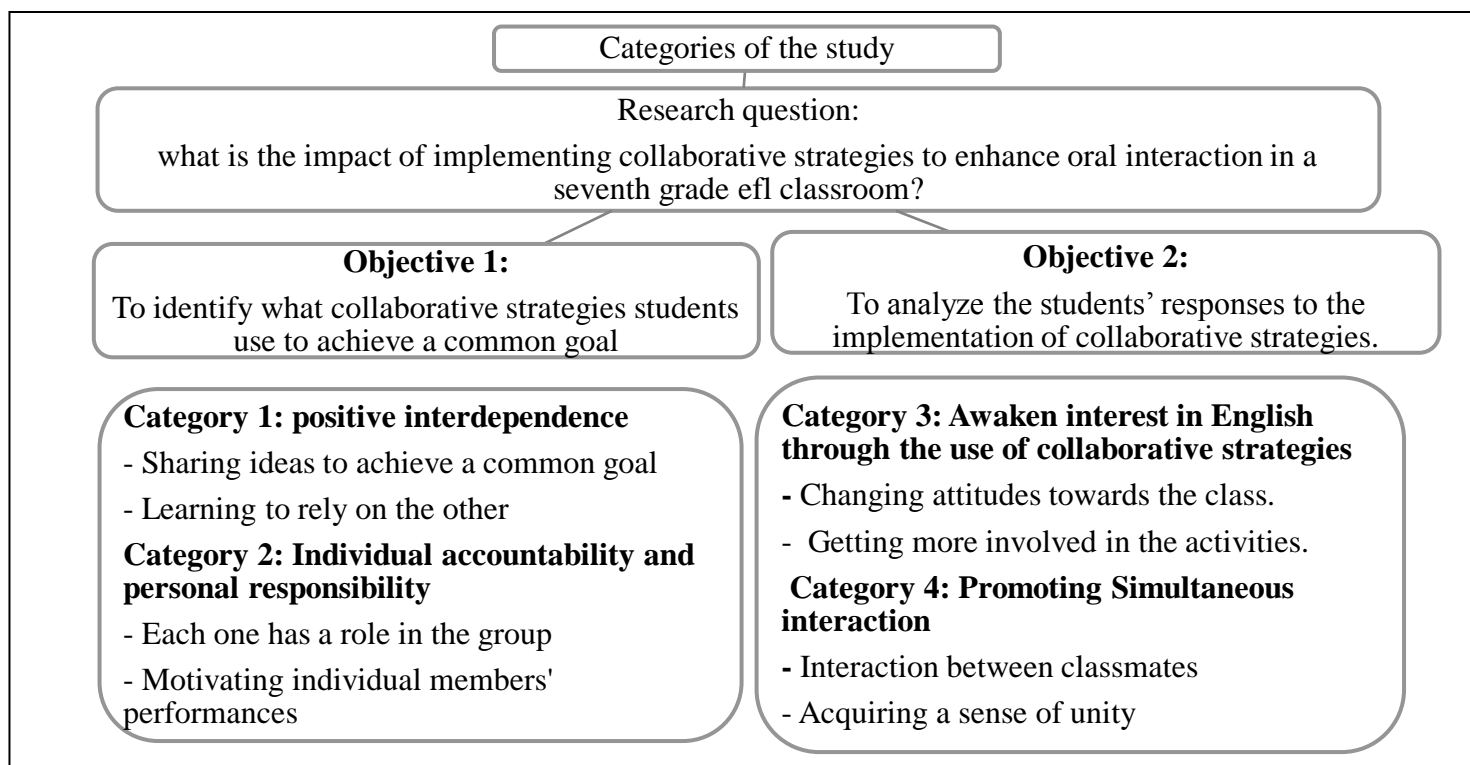 Categories of the study
Research question:
what is the impact of implementing collaborative strategies to enhance oral interaction in a
seventh grade efl classroom?
Objective 1:
To identify what collaborative strategies students
use to achieve a common goal
Objective 2:
To analyze the students’ responses to the
implementation of collaborative strategies.
Category 1: positive interdependence
- Sharing ideas to achieve a common goal
- Learning to rely on the other
Category 2: Individual accountability and
personal responsibility
- Each one has a role in the group
- Motivating individual members'
performances
Category 3: Awaken interest in English
through the use of collaborative strategies
- Changing attitudes towards the class.
- Getting more involved in the activities.
Category 4: Promoting Simultaneous
interaction
- Interaction between classmates
- Acquiring a sense of unity